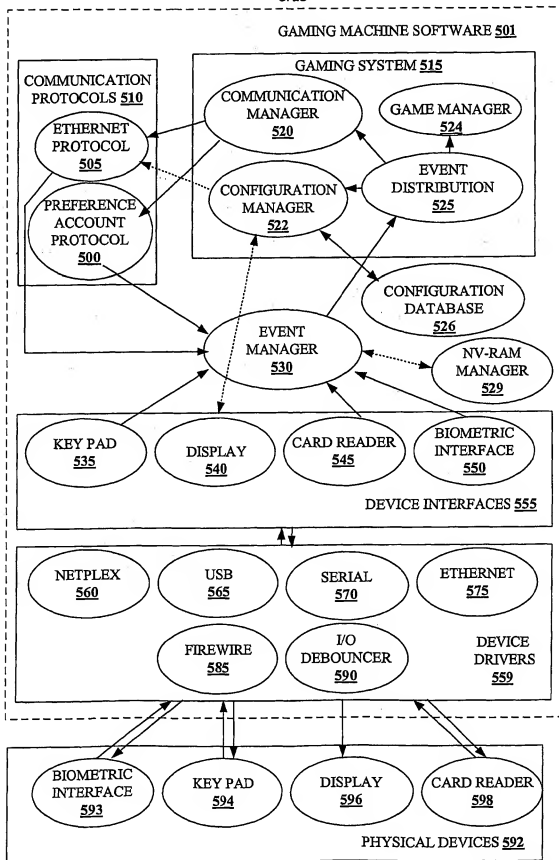 GAMING MACHINE SOFTWARE 501
GAMING SYSTEM 515
COMMUNICATION
PROTOCOLS 510
COMMUNICATION
MANAGER
520
GAME MANAGER
524
ETHERNET
PROTOCOL
505
EVENT
DISTRIBUTION
525
CONFIGURATION
MANAGER
522
PREFERENCE
ACCOUNT
PROTOCOL
500
CONFIGURATION
DATABASE
526
EVENT
MANAGER
530
NV-RAM
MANAGER
529
KEY PAD
535
DISPLAY
540
CARD READER
545
BIOMETRIC
INTERFACE
550
DEVICE INTERFACES 555
NETPLEX
560
USB
565
SERIAL
570
ETHERNET
575
FIREWIRE
585
I/O
DEBOUNCER
590
DEVICE
DRIVERS
559
BIOMETRIC
INTERFACE
593
KEY PAD
594
DISPLAY
596
CARD READER
598
PHYSICAL DEVICES 592